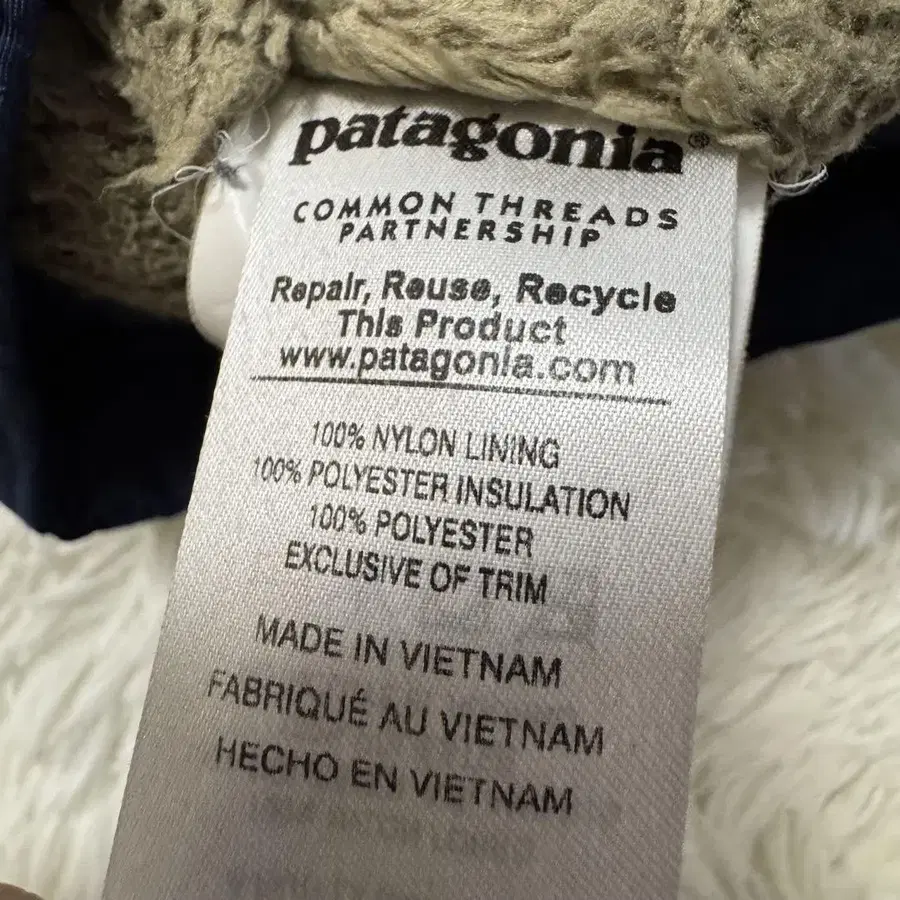 patagonia®
COMMON THREADS
PARTNERSHIP
Repair, Reuse, Recycle
This Product
www.patagonia.com
100% NYLON LINING
100% POLYESTER INSULATION
100% POLYESTER
EXCLUSIVE OF TRIM
MADE IN VIETNAM
FABRIQUÉ AU VIETNAM
HECHO EN VIETNAM